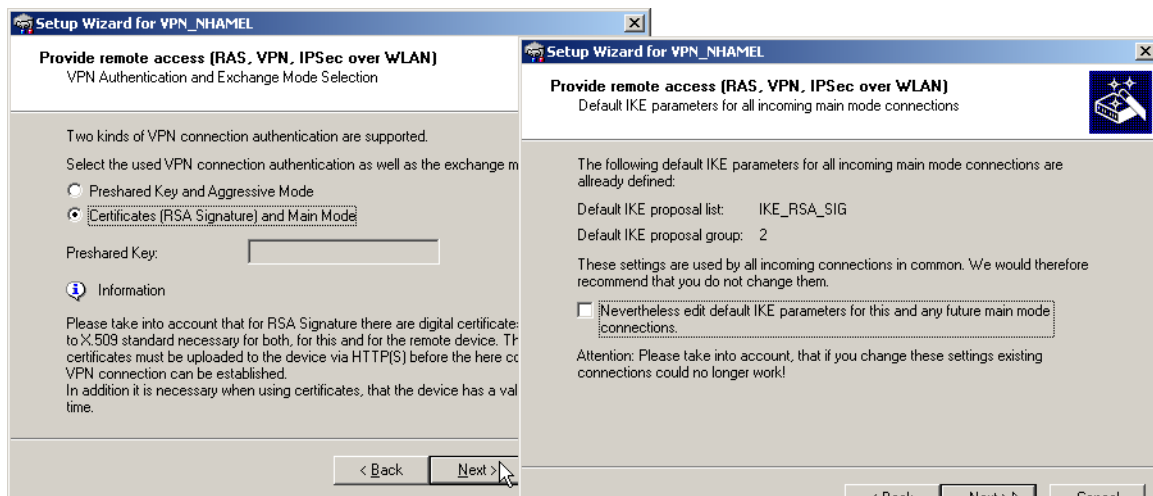 Setup Wizard for VPN_NHAMEL
Provide remote access (RAS, VPN, IPSec over WLAN)
VPN Authentication and Exchange Mode Selection
Two kinds of VPN connection authentication are supported.
Select the used VPN connection authentication as well as the exchange m
Preshared Key and Aggressive Mode
Certificates (RSA Signature) and Main Mode
Preshared Key:
Information
Please take into account that for RSA Signature there are digital certificate
to X.509 standard necessary for both, for this and for the remote device. Th
certificates must be uploaded to the device via HTTP(S) before the here co
VPN connection can be established.
In addition it is necessary when using certificates, that the device has a val
time.
< Back
Next >
Setup Wizard for VPN_NHAMEL
Provide remote access (RAS, VPN, IPSec over WLAN)
Default IKE parameters for all incoming main mode connections
The following default IKE parameters for all incoming main mode connections are
already defined:
Default IKE proposal list: IKE_RSA_SIG
Default IKE proposal group: 2
These settings are used by all incoming connections in common. We would therefore
recommend that you do not change them.
Nevertheless edit default IKE parameters for this and any future main mode
connections.
Attention: Please take into account, that if you change these settings existing
connections could no longer work!
< Back
Next >
Cancel